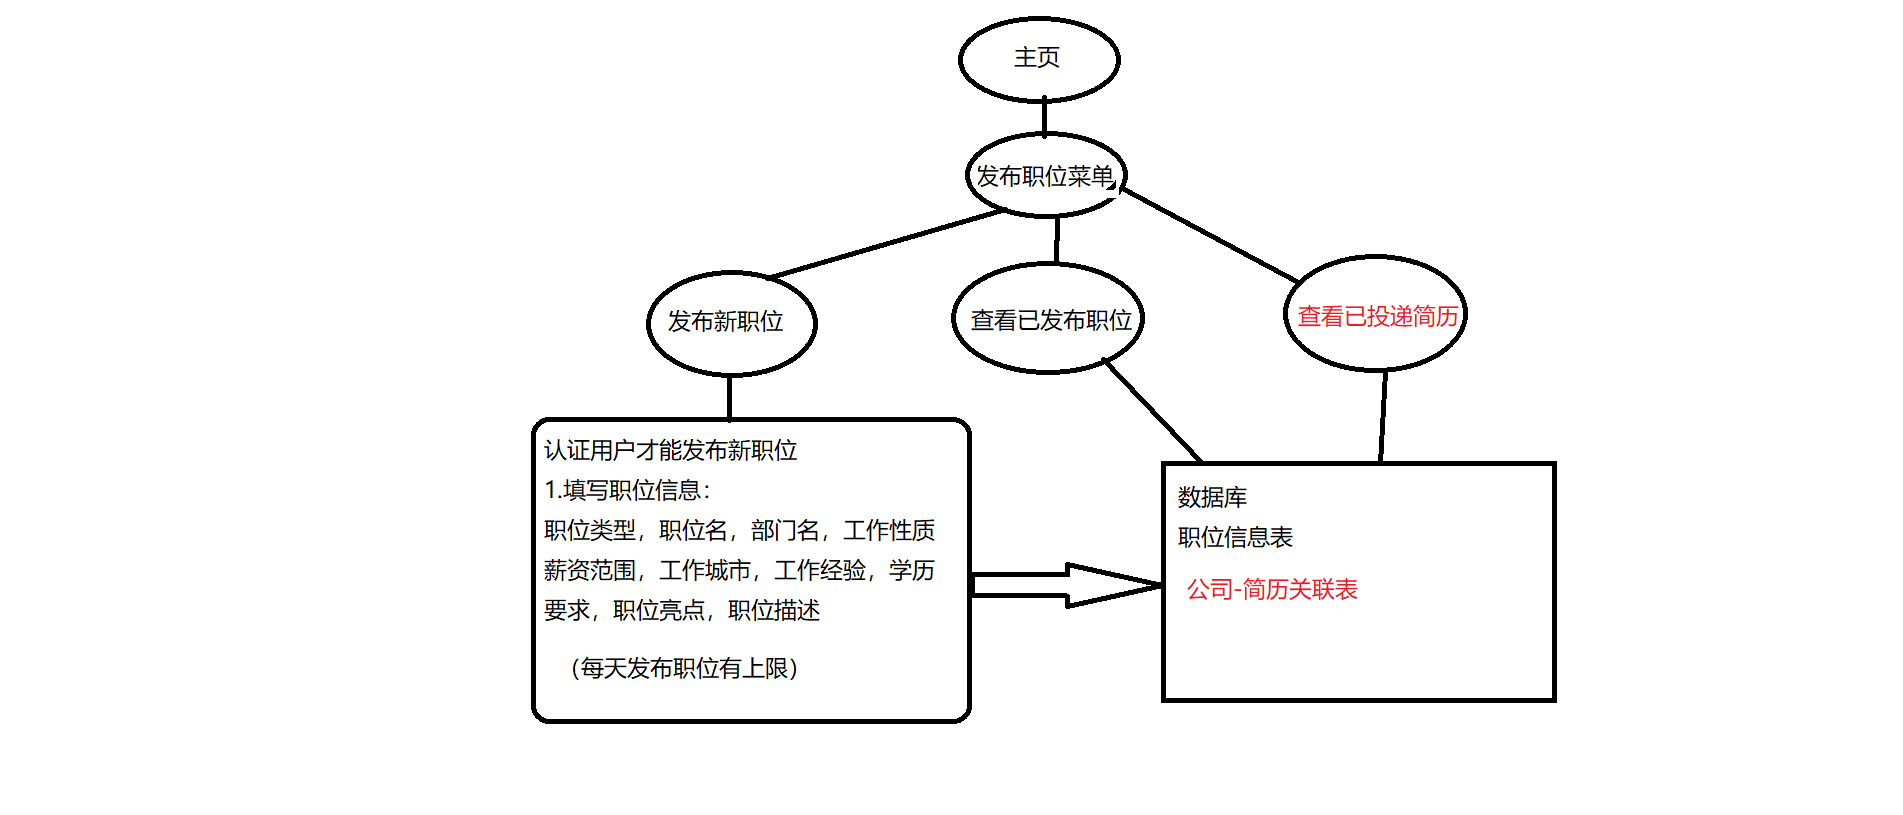 主页
发布职位菜单
发布新职位
查看已发布职位
查看已投递简历
认证用户才能发布新职位
1.填写职位信息：
职位类型，职位名，部门名，工作性质
薪资范围，工作城市，工作经验，学历
要求，职位亮点，职位描述
（每天发布职位有上限）
数据库
职位信息表
公司-简历关联表